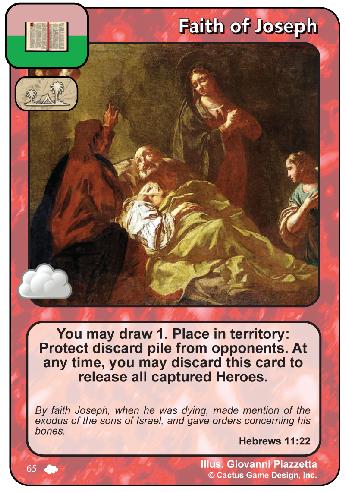 Faith of Joseph
You may draw 1. Place in territory:
Protect discard pile from opponents. At
any time, you may discard this card to
release all captured Heroes.
By faith Joseph, when he was dying, made mention of the
exodus of the sons of Israel, and gave orders concerning his
bones.
Hebrews 11:22
65
Illus. Giovanni Piazzetta
© Cactus Game Design, Inc.